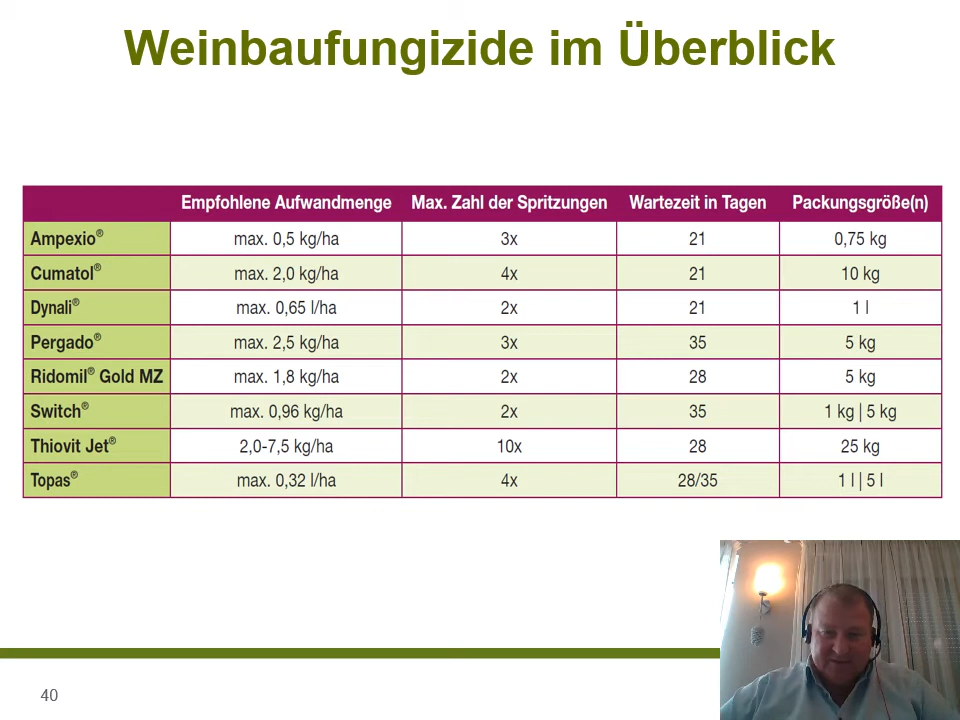 Weinbaufungizide im Überblick
Empfohlene Aufwandmenge Max. Zahl der Spritzungen Wartezeit in Tagen Packungsgröße(n)
Ampexio® max. 0,5 kg/ha 3x 21 0,75 kg
Cumatol® max. 2,0 kg/ha 4x 21 10 kg
Dynali® max. 0,65 l/ha 2x 21 1 l
Pergado® max. 2,5 kg/ha 3x 35 5 kg
Ridomil® Gold MZ max. 1,8 kg/ha 2x 28 5 kg
Switch® max. 0,96 kg/ha 2x 35 1 kg | 5 kg
Thiovit Jet® 2,0-7,5 kg/ha 10x 28 25 kg
Topas® max. 0,32 l/ha 4x 28/35 1 l | 5 l
40